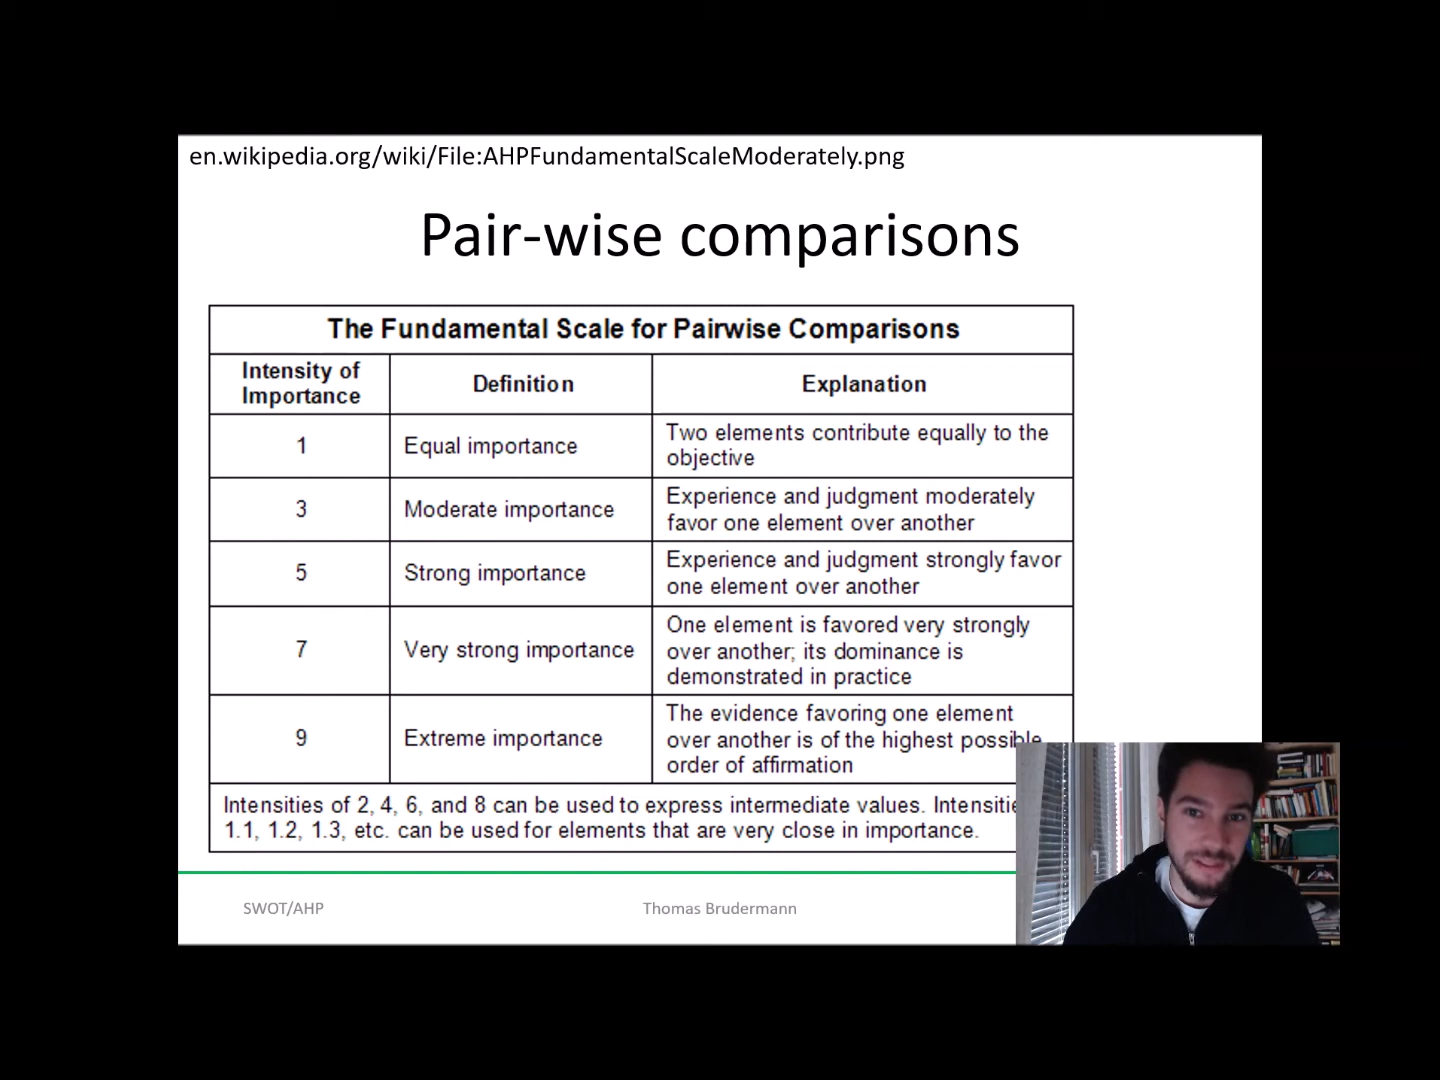 en.wikipedia.org/wiki/File:AHPFundamentalScaleModerately.png
Pair-wise comparisons
The Fundamental Scale for Pairwise Comparisons
Intensity of
Importance
Definition
Explanation
1
Equal importance
Two elements contribute equally to the
objective
3
Moderate importance
Experience and judgment moderately
favor one element over another
5
Strong importance
Experience and judgment strongly favor
one element over another
7
Very strong importance
One element is favored very strongly
over another; its dominance is
demonstrated in practice
9
Extreme importance
The evidence favoring one element
over another is of the highest possible
order of affirmation
Intensities of 2, 4, 6, and 8 can be used to express intermediate values.
1.1, 1.2, 1.3, etc. can be used for elements that are very close in importance.
SWOT/AHP
Thomas Brudermann